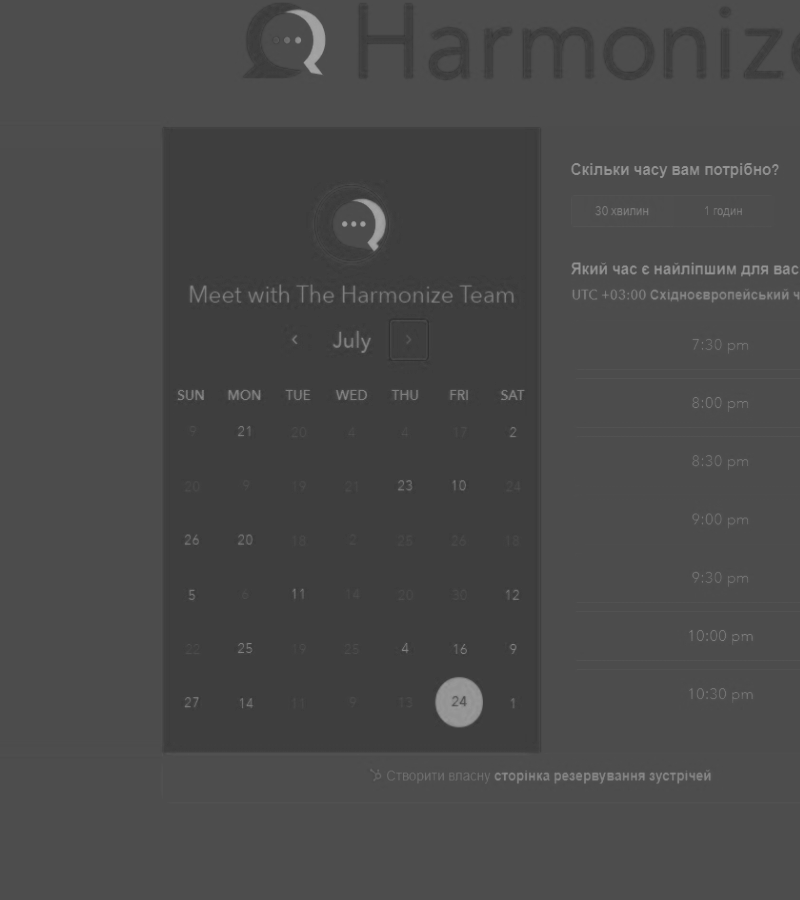 Harmonize
Meet with The Harmonize Team
July
SUN MON TUE WED THU FRI SAT
9 21 20 4 4 17 2
20 9 19 21 23 10 24
26 20 18 2 25 26 18
5 6 11 14 20 30 12
22 25 19 25 4 16 9
27 14 11 9 13 24 1
Скільки часу вам потрібно?
30 хвилин 1 годин
Який час є найліпшим для вас
UTC +03:00 Східноєвропейський ч
7:30 pm
8:00 pm
8:30 pm
9:00 pm
9:30 pm
10:00 pm
10:30 pm
Створити власну сторінка резервування зустрічей